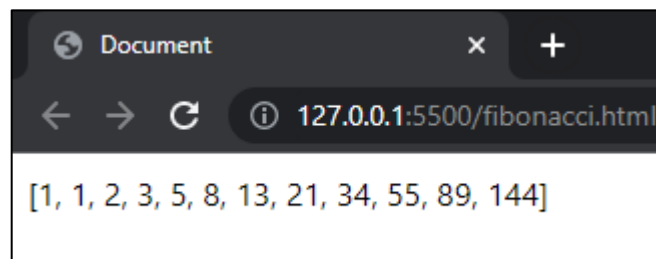 Document
127.0.0.1:5500/fibonacci.html
[1, 1, 2, 3, 5, 8, 13, 21, 34, 55, 89, 144]